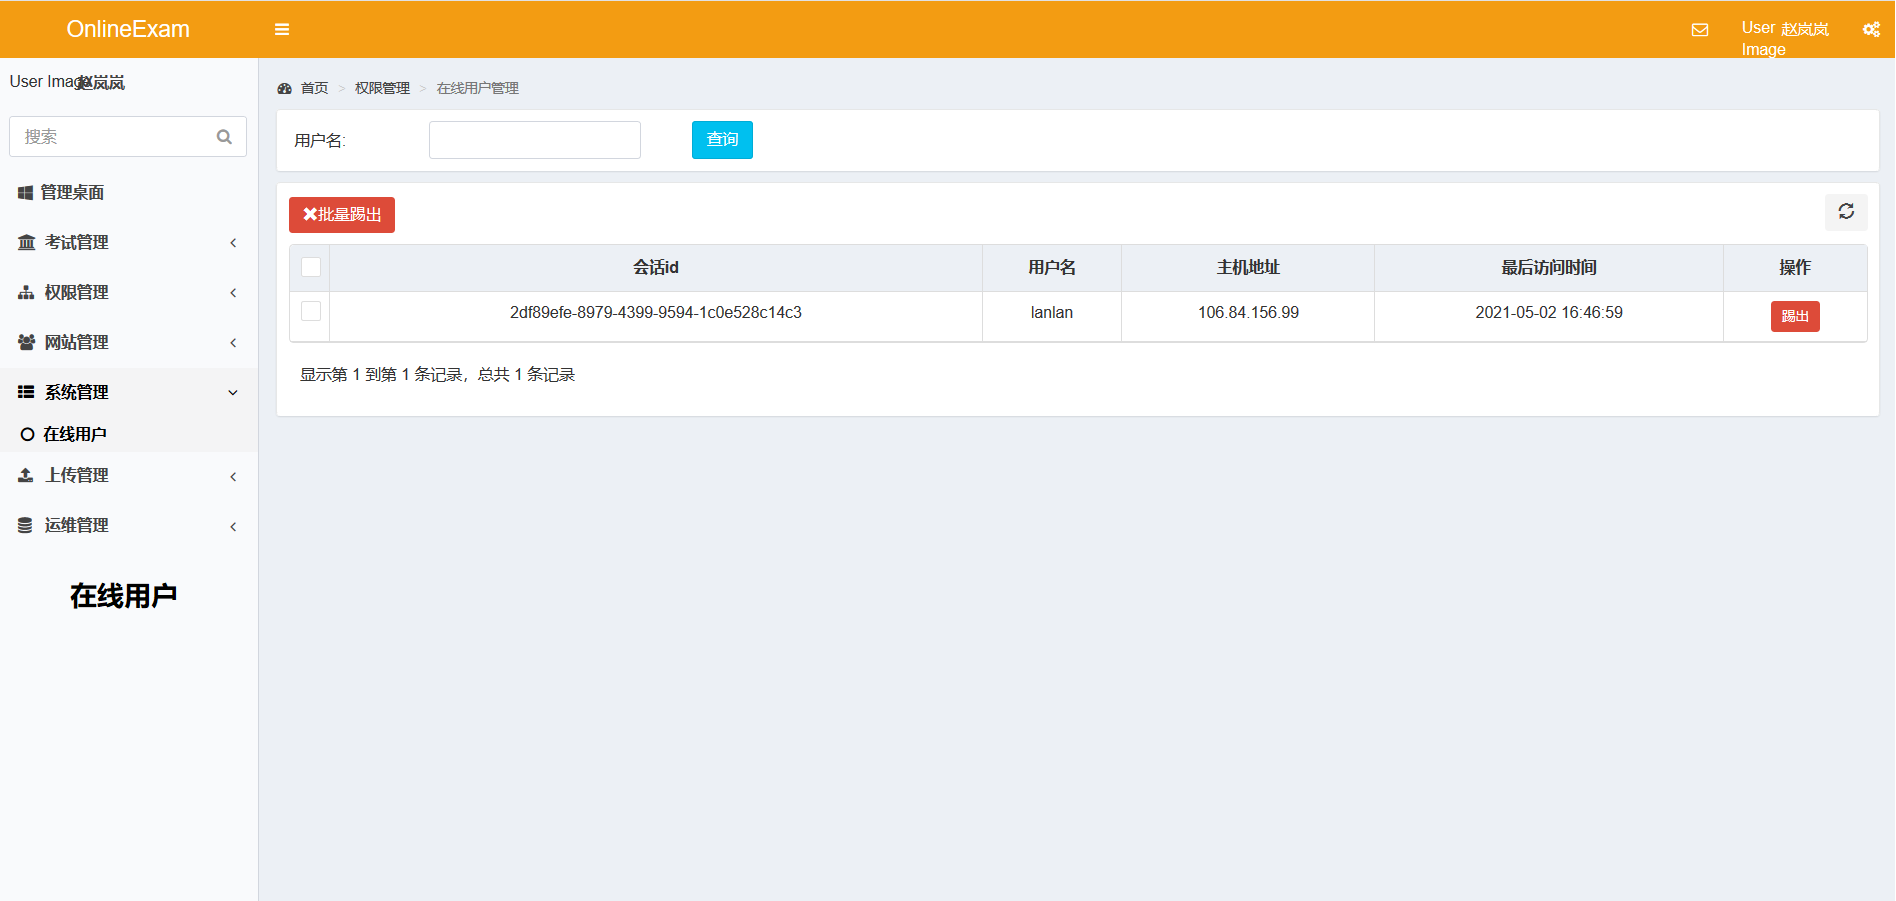 OnlineExam
User 赵岚岚
Image
User Image
赵岚岚
搜索
管理桌面
考试管理
权限管理
网站管理
系统管理
在线用户
上传管理
运维管理
在线用户
首页 > 权限管理 > 在线用户管理
用户名: 查询
批量踢出
会话id 用户名 主机地址 最后访问时间 操作
2df89efe-8979-4399-9594-1c0e528c14c3 lanlan 106.84.156.99 2021-05-02 16:46:59 踢出
显示第 1 到第 1 条记录，总共 1 条记录